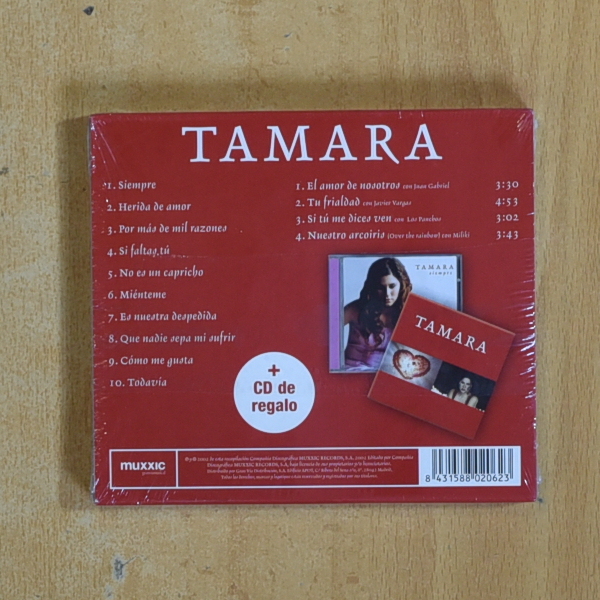 TAMARA
1. Siempre
2. Herida de amor
3. Por más de mil razones
4. Si faltas tú
5. No es un capricho
6. Miénteme
7. Es nuestra despedida
8. Que nadie sepa mi sufrir
9. Cómo me gusta
10. Todavía
1. El amor de nosotros con Juan Gabriel 3:30
2. Tu frialdad con Javier Vargas 4:53
3. Si tú me dices ven con Los Panchos 3:02
4. Nuestro arcoiris (Over the rainbow) con Miliki 3:43
TAMARA
siempre
TAMARA
+
CD de
regalo
muxxic
8 431588 020623